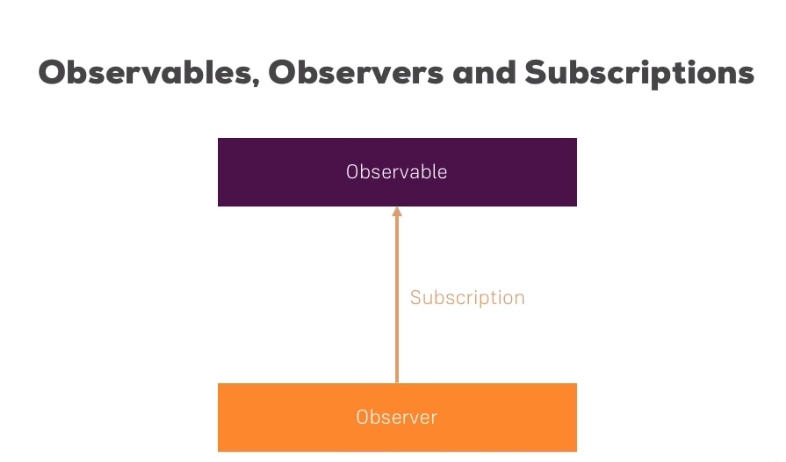 Observables, Observers and Subscriptions
Observable
Subscription
Observer